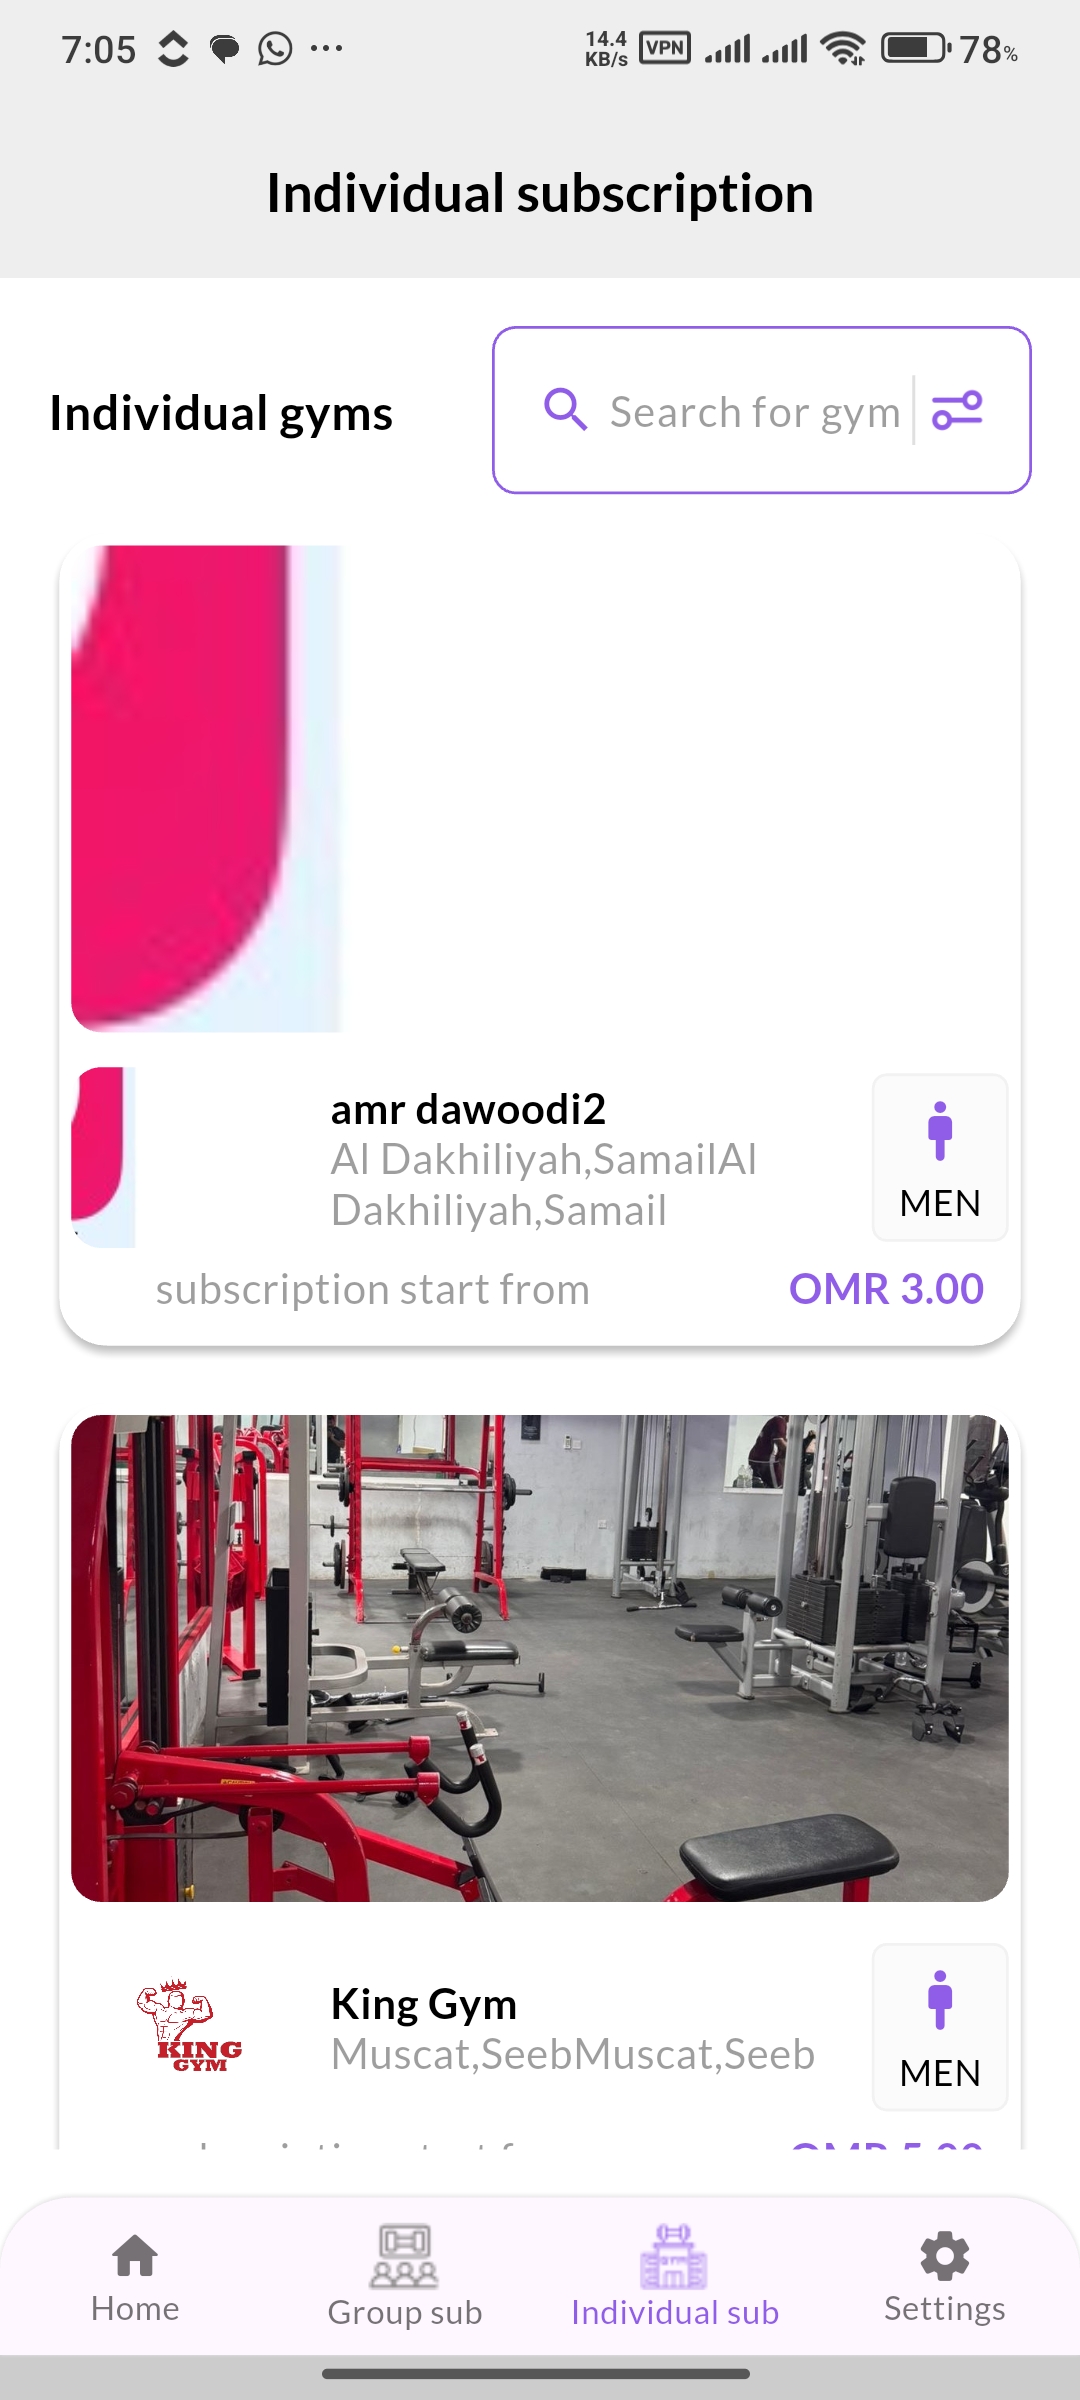 7:05
14.4
KB/s
VPN
78%
Individual subscription
Individual gyms
Search for gym
amr dawoodi2
Al Dakhiliyah,SamailAl
Dakhiliyah,Samail
MEN
subscription start from
OMR 3.00
King Gym
Muscat,SeebMuscat,Seeb
KING
GYM
MEN
Home
Group sub
Individual sub
Settings